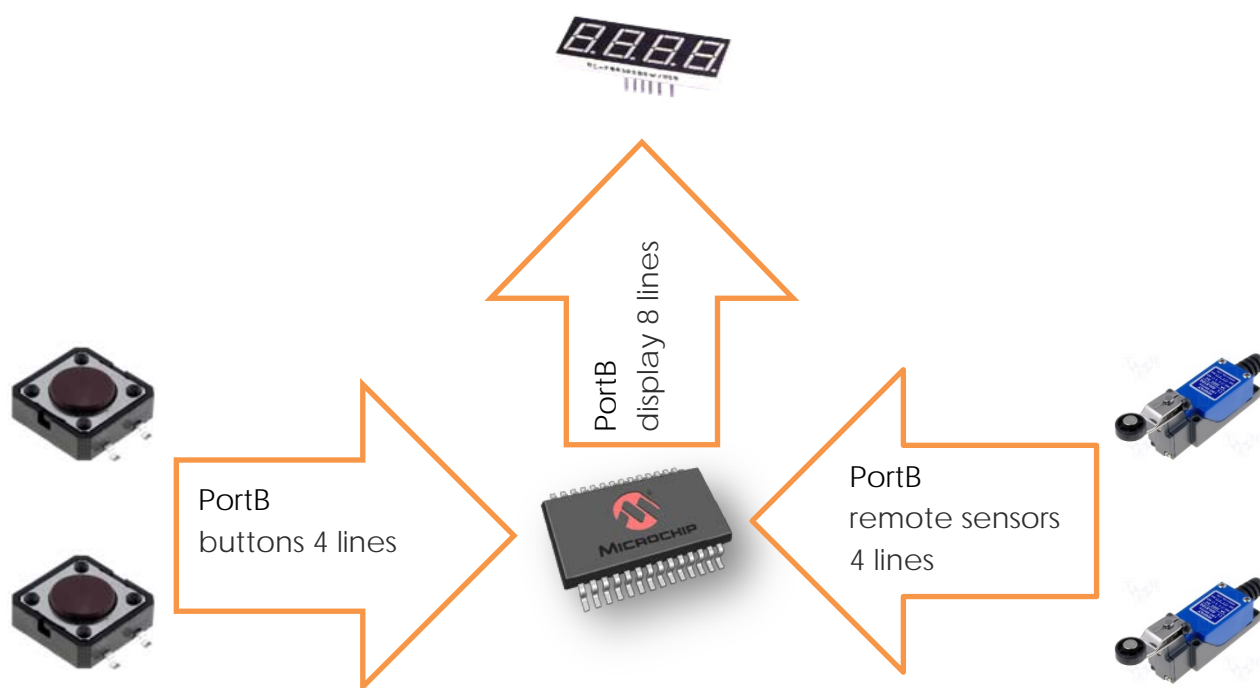 PortB
display 8 lines
PortB
buttons 4 lines
MICROCHIP
PortB
remote sensors
4 lines